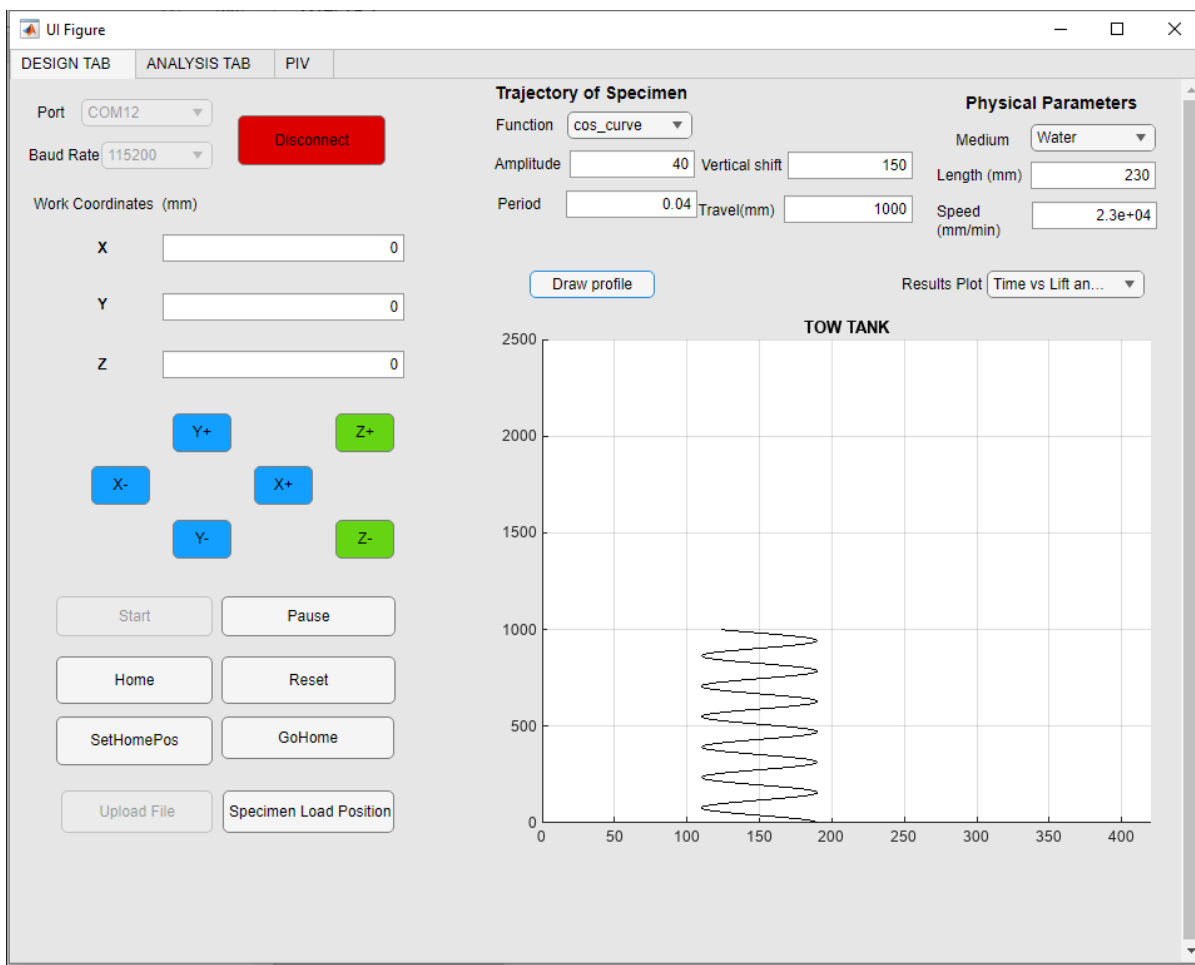 UI Figure
DESIGN TAB ANALYSIS TAB PIV
Port COM12
Baud Rate 115200
Disconnect
Work Coordinates (mm)
X 0
Y 0
Z 0
Y+ Z+
X- X+
Y- Z-
Start Pause
Home Reset
SetHomePos GoHome
Upload File Specimen Load Position
Trajectory of Specimen
Function cos_curve
Amplitude 40 Vertical shift 150
Period 0.04 Travel(mm) 1000
Physical Parameters
Medium Water
Length (mm) 230
Speed
(mm/min) 2.3e+04
Draw profile
Results Plot Time vs Lift an...
TOW TANK
2500
2000
1500
1000
500
0
0 50 100 150 200 250 300 350 400